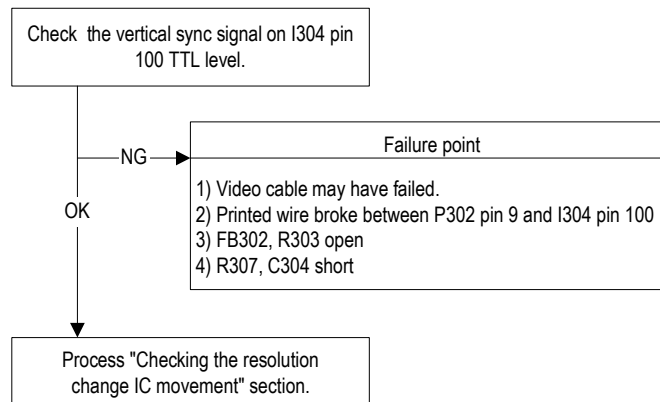 Check the vertical sync signal on I304 pin
100 TTL level.
NG
Failure point
1) Video cable may have failed.
2) Printed wire broke between P302 pin 9 and I304 pin 100
3) FB302, R303 open
4) R307, C304 short
OK
Process "Checking the resolution
change IC movement" section.